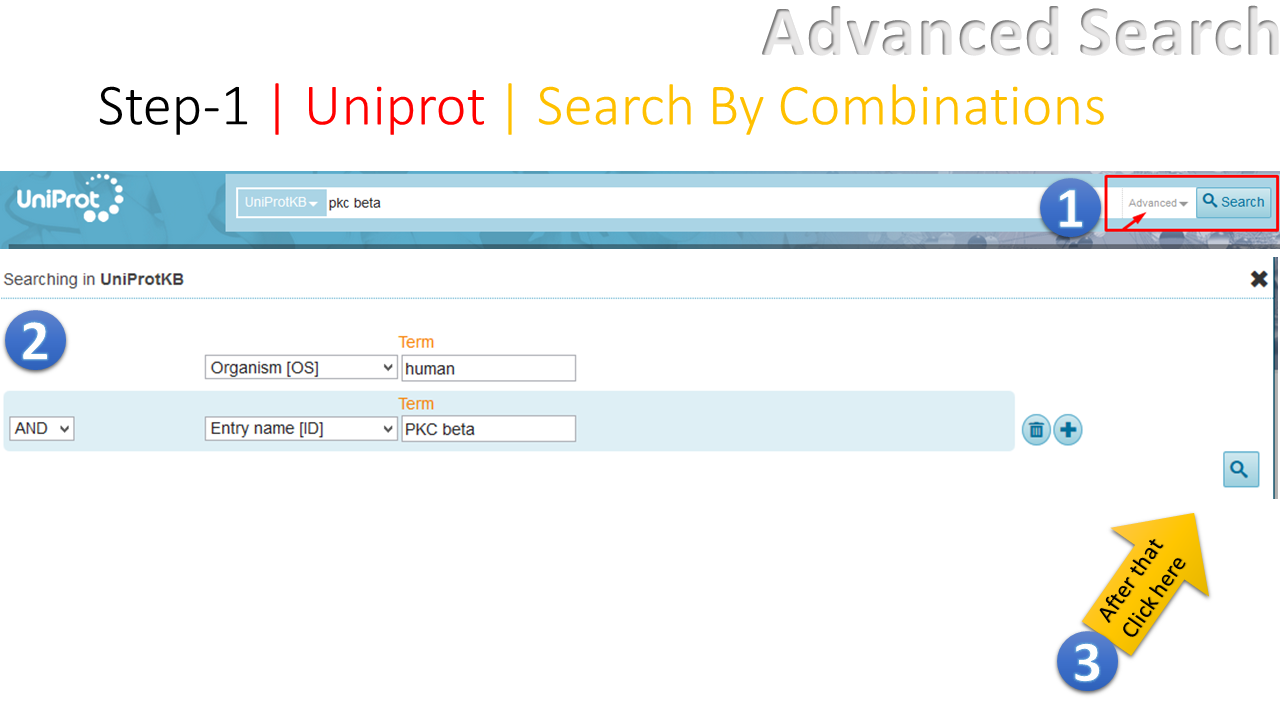 Advanced Search
Step-1 | Uniprot | Search By Combinations
UniProt
UniProtKB
pkc beta
1
Advanced
Search
Searching in UniProtKB
2
Term
Organism [OS]
human
Term
AND
Entry name [ID]
PKC beta
After that
Click here
3